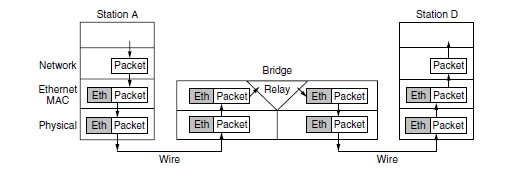 Station A
Station D
Network
Packet
Packet
Bridge
Ethernet
MAC
Eth Packet
Eth Packet
Relay
Eth Packet
Eth Packet
Physical
Eth Packet
Eth Packet
Eth Packet
Eth Packet
Wire
Wire